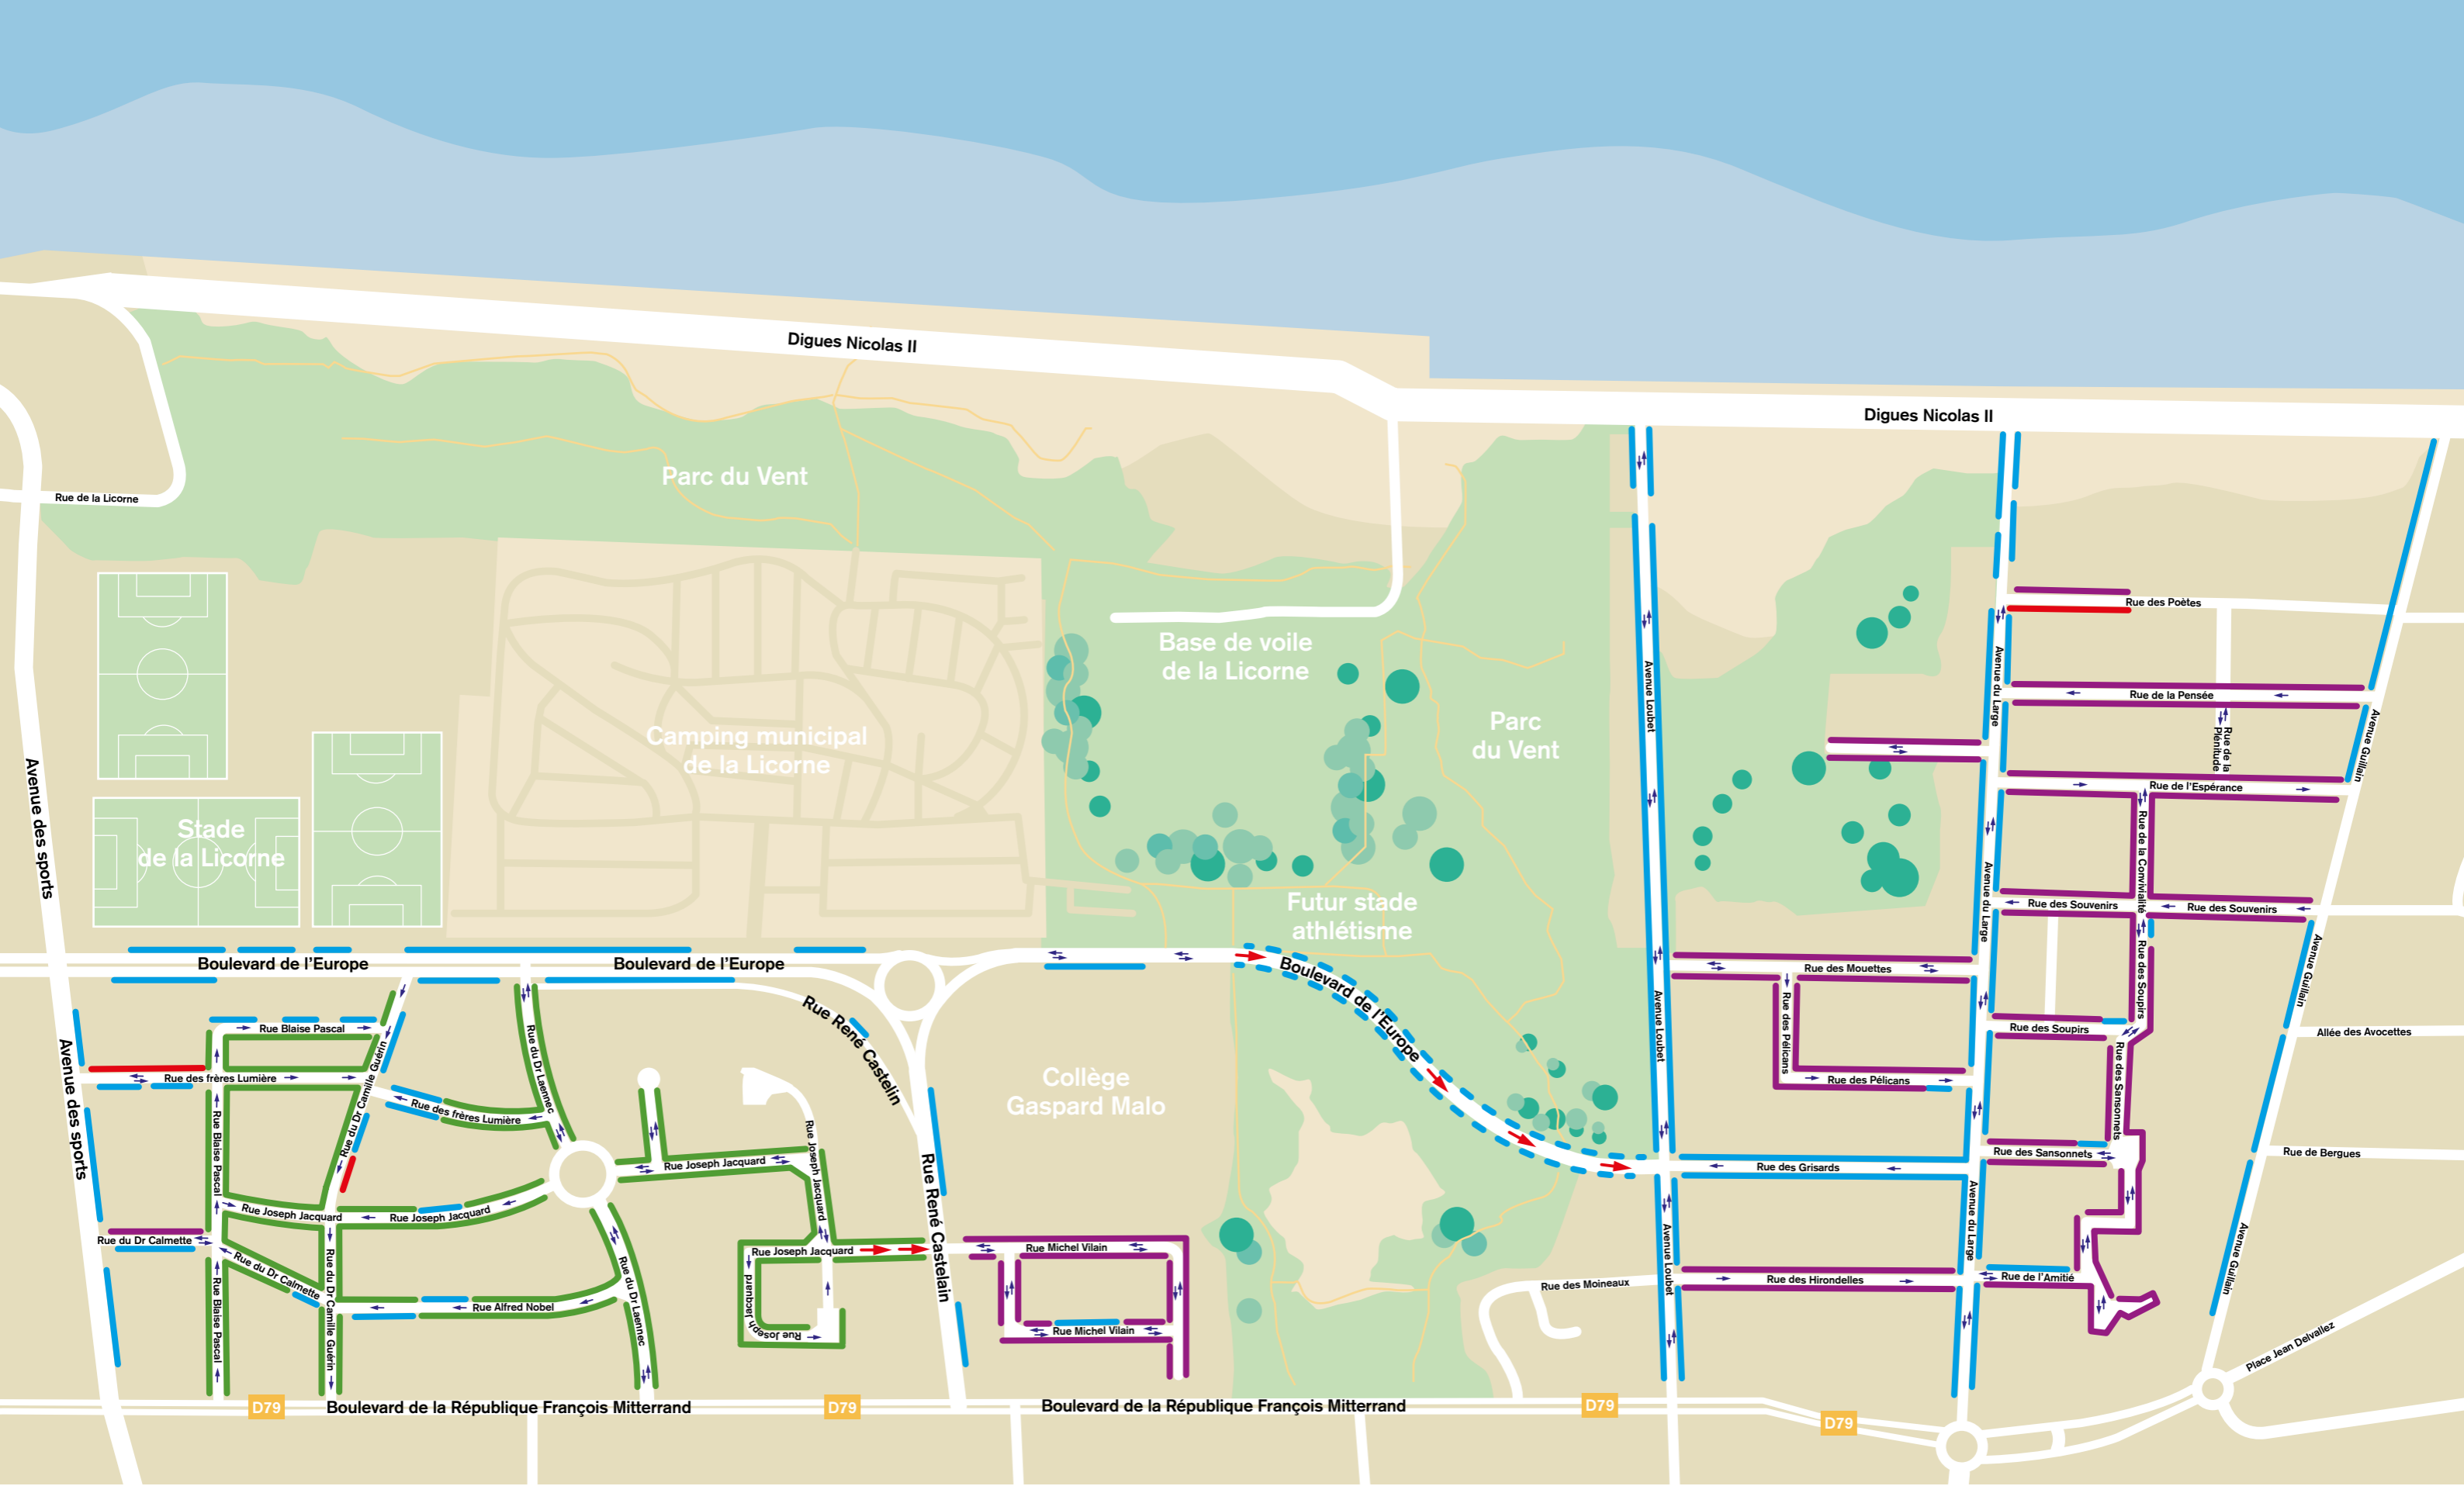 Digues Nicolas II
Digues Nicolas II
Parc du Vent
Rue de la Licorne
Rue des Poètes
Base de voile
de la Licorne
Avenue Loubet
Avenue du Large
Rue de la Pensée
Rue de la
Plénitude
Avenue Guillain
Camping municipal
de la Licorne
Parc
du Vent
Rue de l'Espérance
Avenue des sports
Stade
de la Licorne
Rue de la Convivialité
Futur stade
athlétisme
Avenue du Large
Rue des Souvenirs
Rue des Souvenirs
Boulevard de l'Europe
Boulevard de l'Europe
Boulevard de l'Europe
Rue des Mouettes
Rue des Soupirs
Avenue Guillain
Rue Blaise Pascal
Rue René Castelin
Avenue Loubet
Rue des Pélicans
Rue des Soupirs
Allée des Avocettes
Avenue des sports
Rue des frères Lumière
Rue du Dr Camille Guérin
Rue du Dr Laennec
Collège
Gaspard Malo
Rue des Pélicans
Rue des Sansonnets
Rue des frères Lumière
Rue Blaise Pascal
Rue Joseph Jacquard
Rue Joseph Jacquard
Rue des Grisards
Rue des Sansonnets
Rue de Bergues
Rue Joseph Jacquard
Rue Joseph Jacquard
Rue René Castelain
Avenue du Large
Rue du Dr Calmette
Rue du Dr Calmette
Rue du Dr Camille Guérin
Rue du Dr Laennec
Rue Joseph Jacquard
Rue Michel Vilain
Avenue Loubet
Rue des Moineaux
Rue des Hirondelles
Rue de l'Amitié
Avenue Guillain
Rue Blaise Pascal
Rue Alfred Nobel
Rue Joseph Jacquard
Rue Michel Vilain
Place Jean Delvallez
D79
Boulevard de la République François Mitterrand
D79
Boulevard de la République François Mitterrand
D79
D79